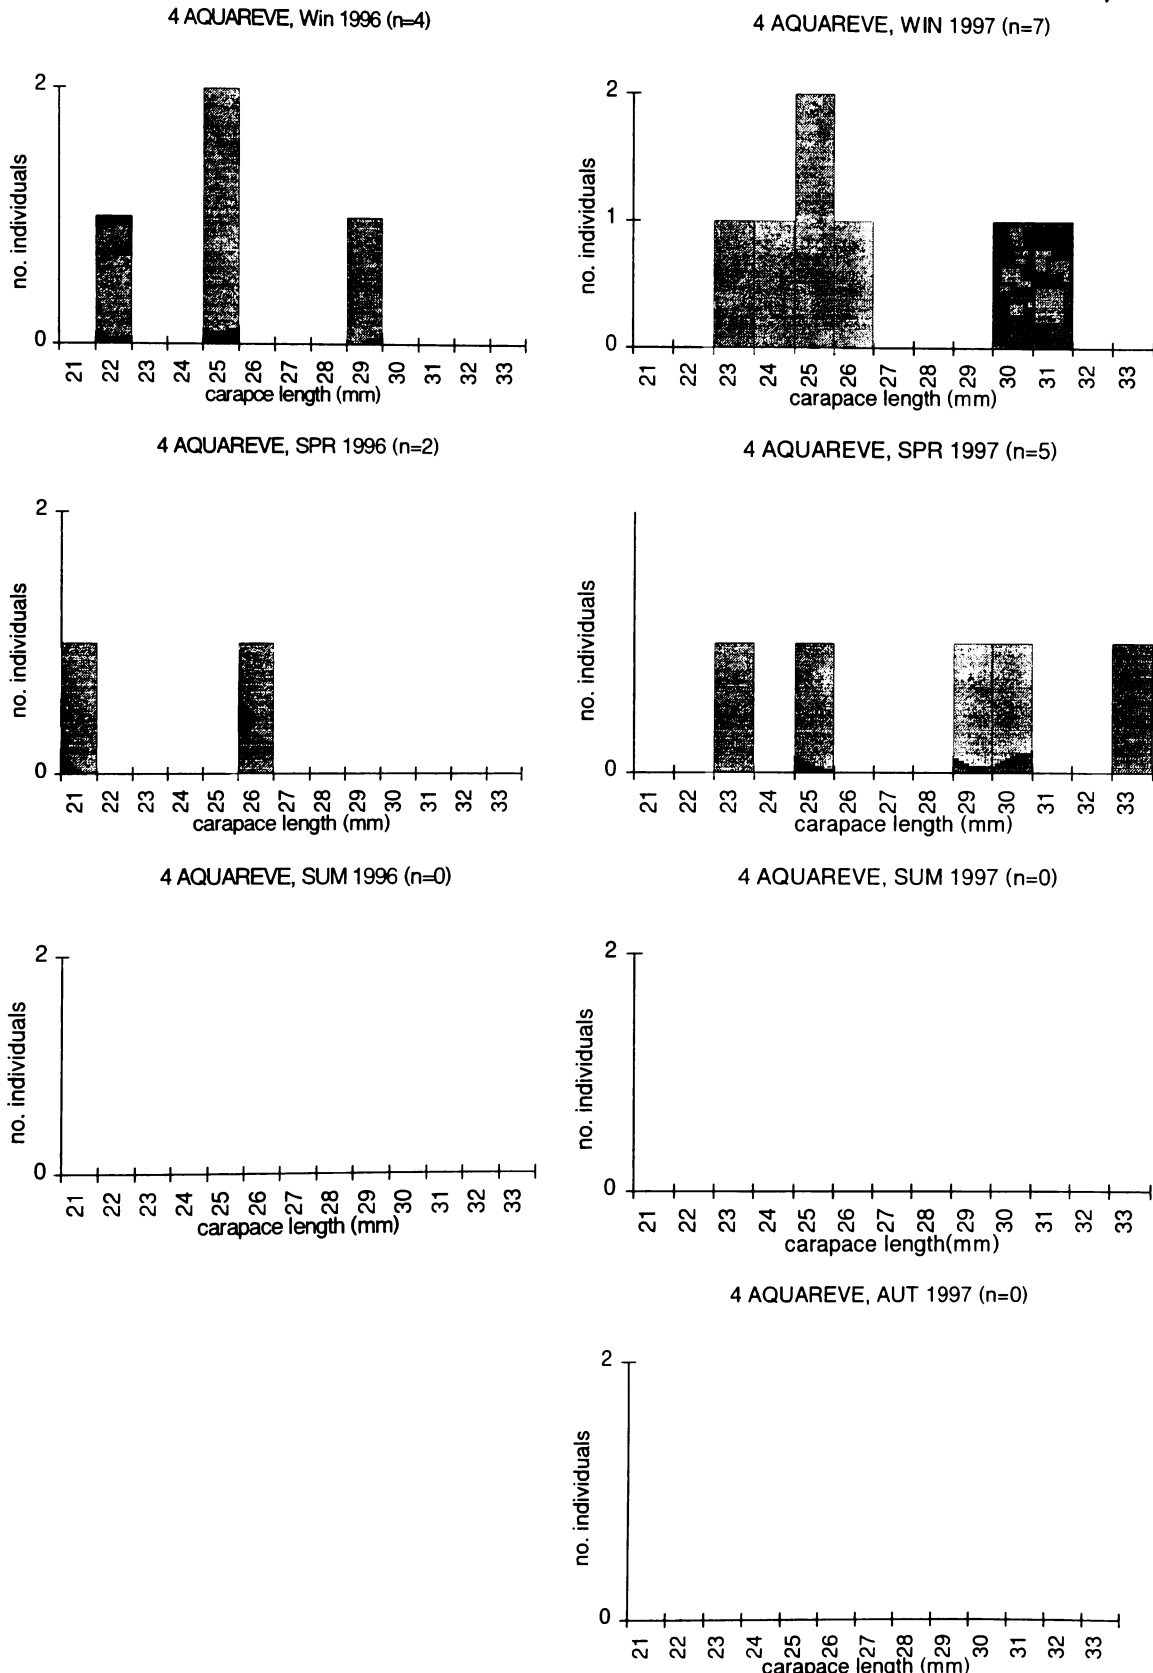 4 AQUAREVE, Win 1996 (n=4)
2
0
no. individuals
21 22 23 24 25 26 27 28 29 30 31 32 33
carapce length (mm)
4 AQUAREVE, WIN 1997 (n=7)
2
1
0
no. individuals
21 22 23 24 25 26 27 28 29 30 31 32 33
carapace length (mm)
4 AQUAREVE, SPR 1996 (n=2)
2
0
no. individuals
21 22 23 24 25 26 27 28 29 30 31 32 33
carapace length (mm)
4 AQUAREVE, SPR 1997 (n=5)
0
no. individuals
21 22 23 24 25 26 27 28 29 30 31 32 33
carapace length (mm)
4 AQUAREVE, SUM 1996 (n=0)
2
0
no. individuals
21 22 23 24 25 26 27 28 29 30 31 32 33
carapace length (mm)
4 AQUAREVE, SUM 1997 (n=0)
2
0
no. individuals
21 22 23 24 25 26 27 28 29 30 31 32 33
carapace length(mm)
4 AQUAREVE, AUT 1997 (n=0)
2
0
no. individuals
21 22 23 24 25 26 27 28 29 30 31 32 33
carapace length (mm)